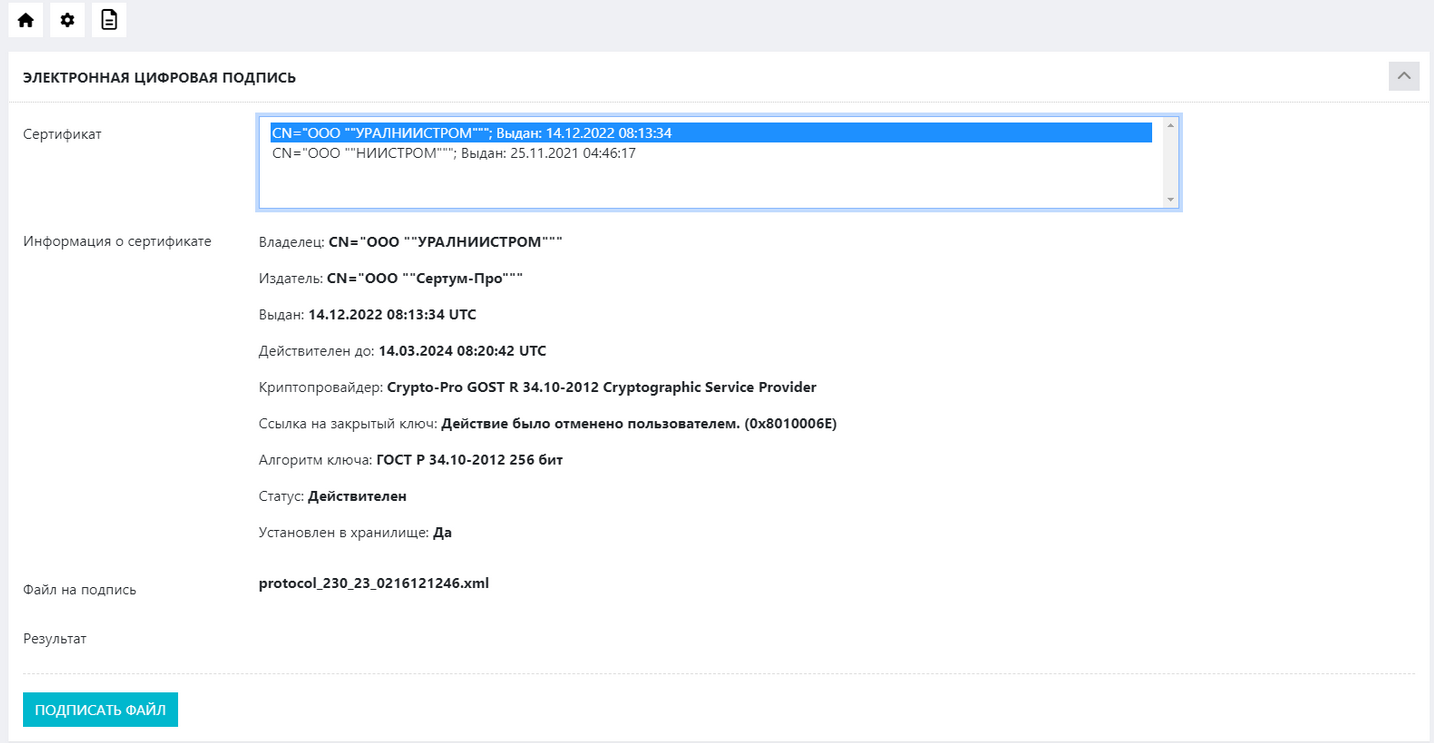 ЭЛЕКТРОННАЯ ЦИФРОВАЯ ПОДПИСЬ
Сертификат
CN="ООО ""УРАЛНИИСТРОМ"""; Выдан: 14.12.2022 08:13:34
CN="ООО ""НИИСТРОМ"""; Выдан: 25.11.2021 04:46:17
Информация о сертификате
Владелец: CN="ООО ""УРАЛНИИСТРОМ"""
Издатель: CN="ООО ""Сертум-Про"""
Выдан: 14.12.2022 08:13:34 UTC
Действителен до: 14.03.2024 08:20:42 UTC
Криптопровайдер: Crypto-Pro GOST R 34.10-2012 Cryptographic Service Provider
Ссылка на закрытый ключ: Действие было отменено пользователем. (0x8010006E)
Алгоритм ключа: ГОСТ Р 34.10-2012 256 бит
Статус: Действителен
Установлен в хранилище: Да
Файл на подпись
protocol_230_23_0216121246.xml
Результат
ПОДПИСАТЬ ФАЙЛ